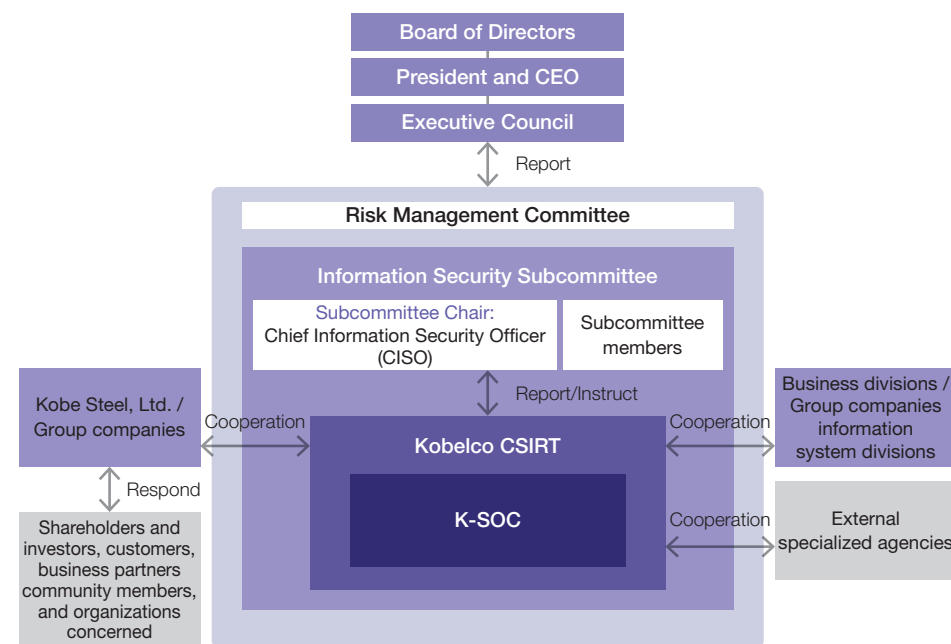 Board of Directors
President and CEO
Executive Council
Report
Risk Management Committee
Information Security Subcommittee
Subcommittee Chair:
Chief Information Security Officer
(CISO)
Subcommittee
members
Report/Instruct
Kobe Steel, Ltd. /
Group companies
Cooperation
Kobelco CSIRT
Cooperation
Business divisions /
Group companies
information
system divisions
Respond
K-SOC
Cooperation
External
specialized agencies
Shareholders and
investors, customers,
business partners
community members,
and organizations
concerned